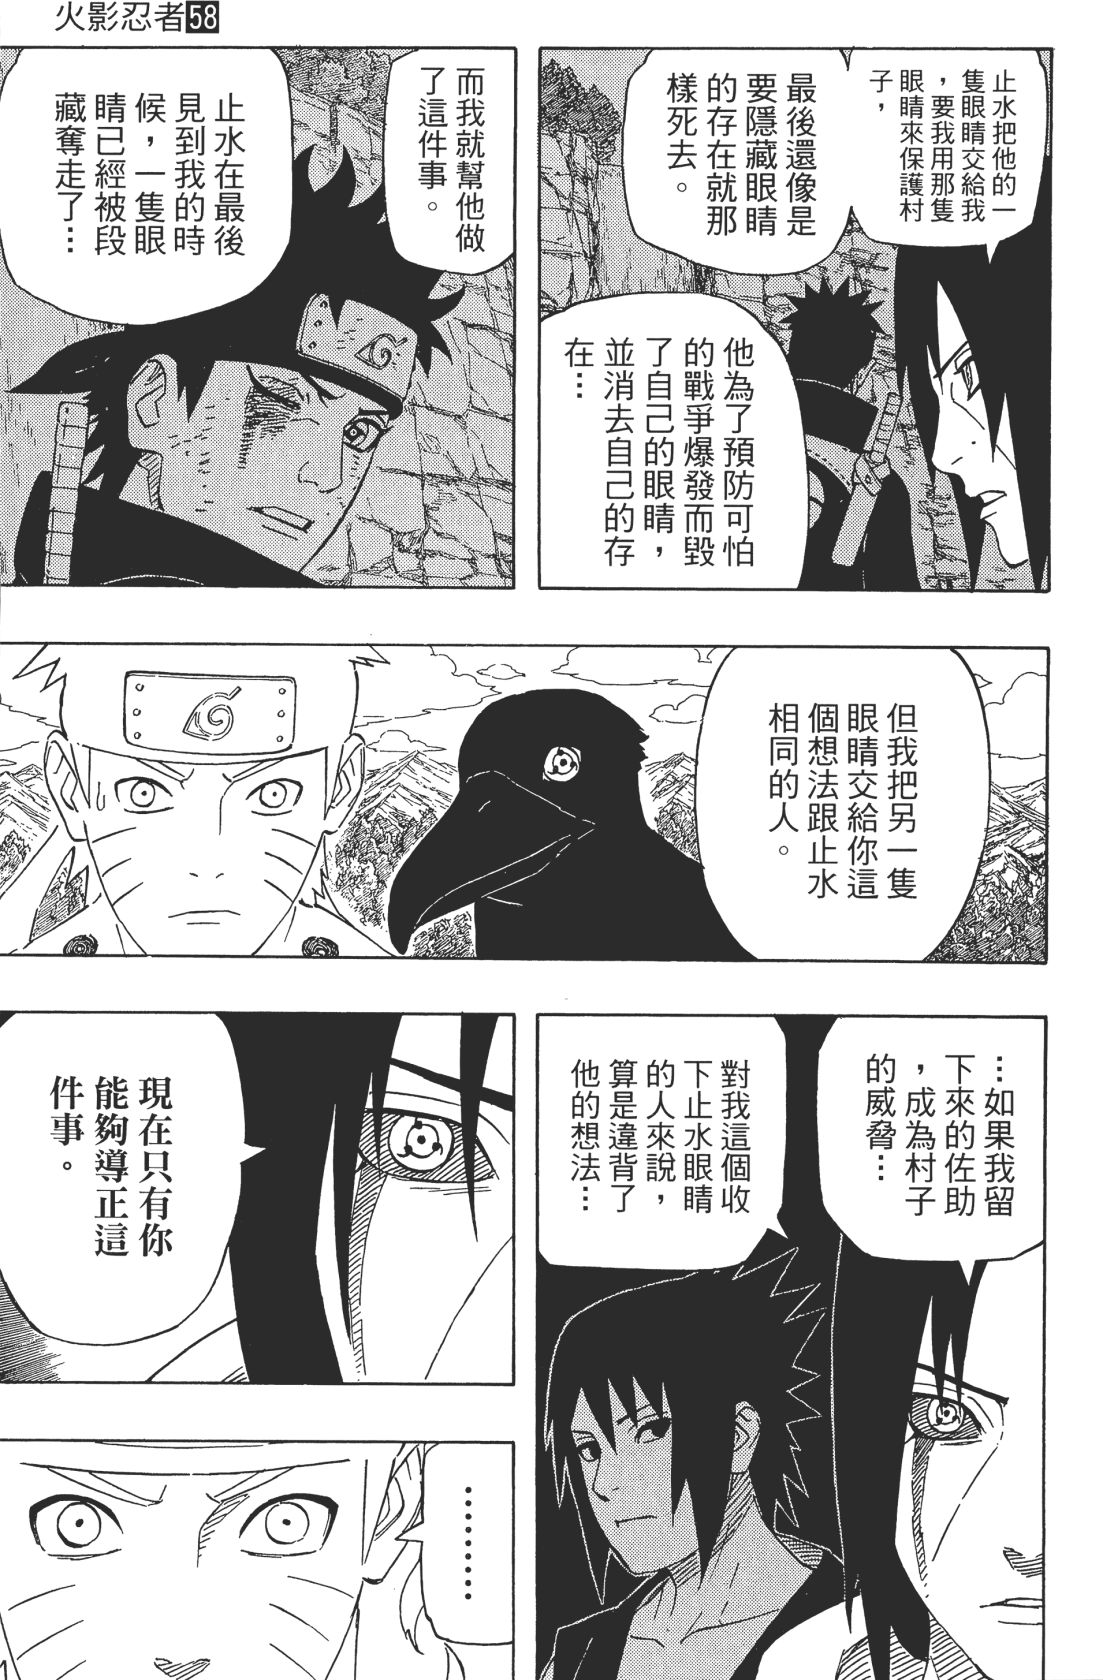 火影忍者58
止水把他的一
隻眼睛交給我
，要我用那隻
眼睛來保護村
子，
最後還像是
要隱藏眼睛
的存在就那
樣死去。
他為了預防可怕
的戰爭爆發而毀
了自己的眼睛，
並消去自己的存
在…
而我就幫他做
了這件事。
止水在最後
見到我的時
候，一隻眼
睛已經被段
藏奪走了…
但我把另一隻
眼睛交給你這
個想法跟止水
相同的人。
…如果我留
下來的佐助
，成為村子
的威脅…
對我這個收
下止水眼睛
的人來說，
算是違背了
他的想法…
現在只有你
能夠導正這
件事。
………